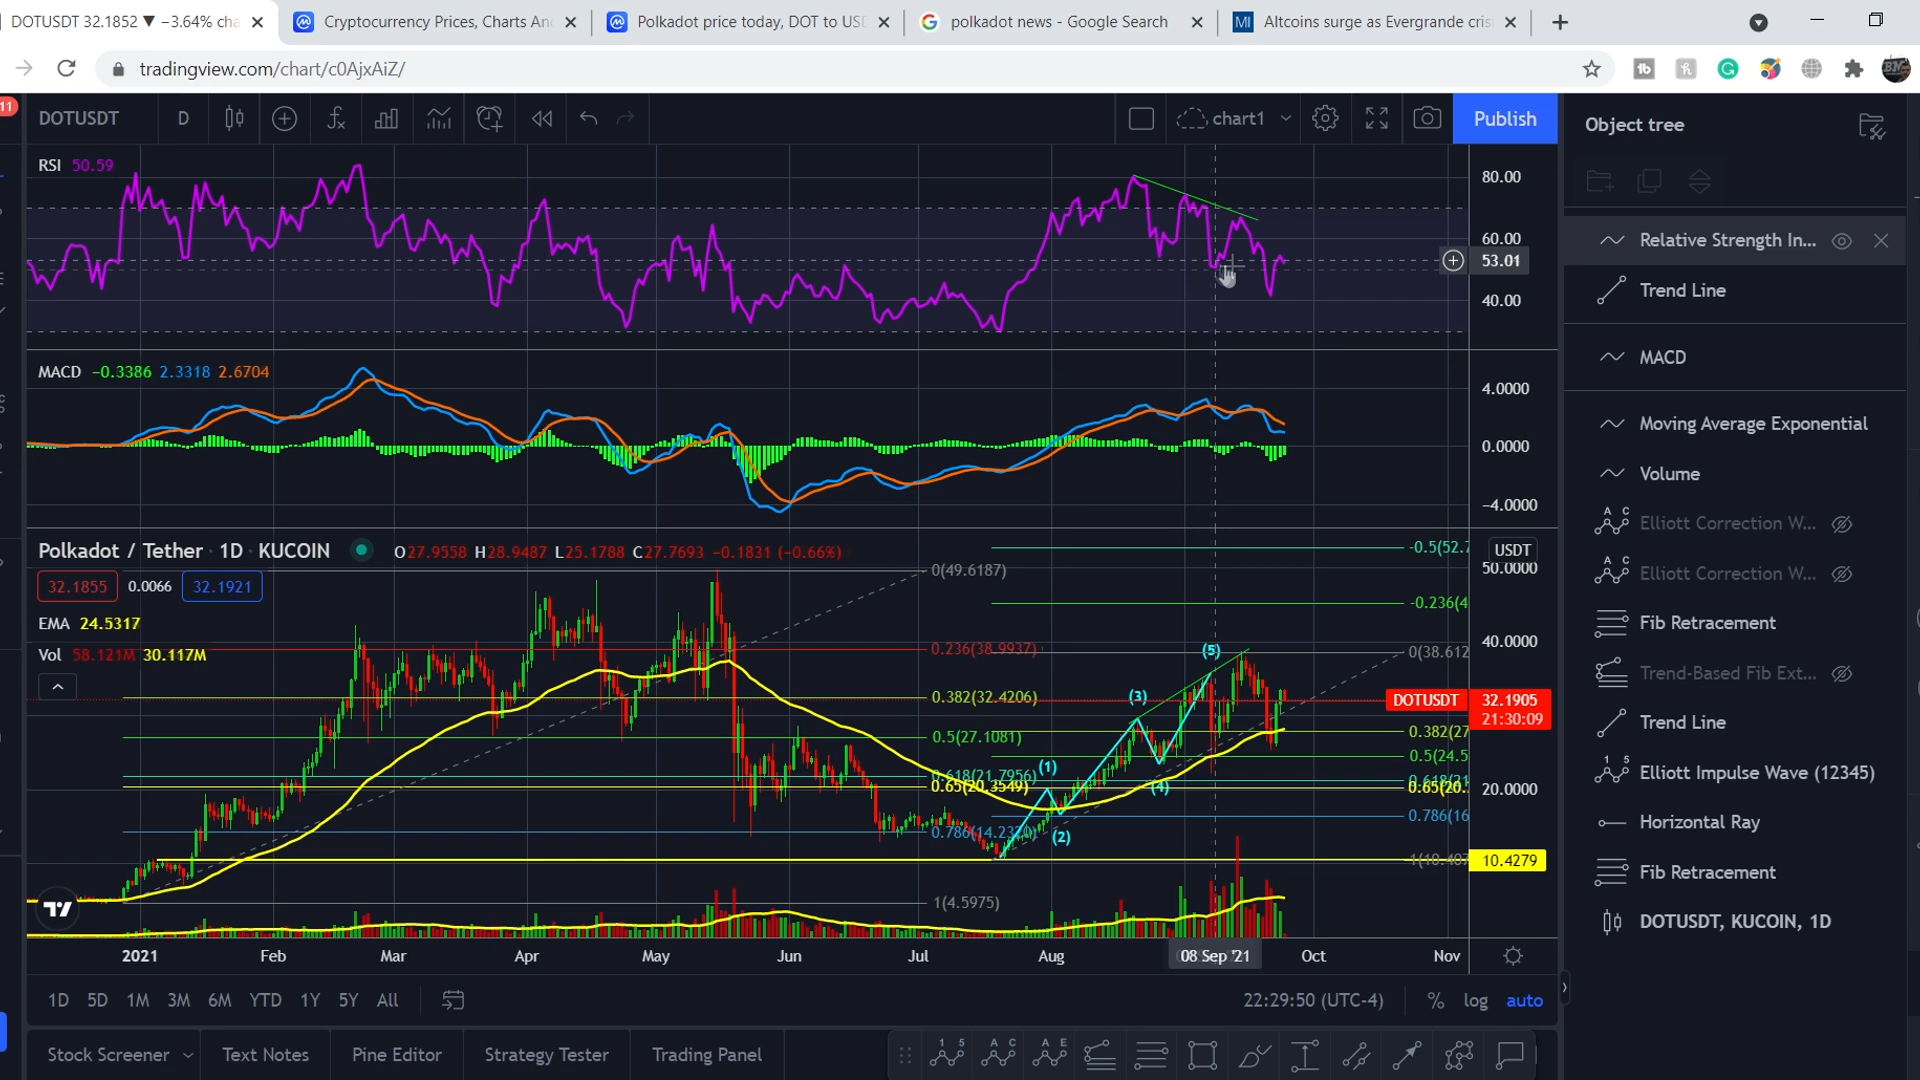 DOTUSDT 32.1852 ▼ −3.64% cha
Cryptocurrency Prices, Charts An
Polkadot price today, DOT to US
polkadot news - Google Search
Altcoins surge as Evergrande cris
tradingview.com/chart/c0AjxAiZ/
11
DOTUSDT
D
chart1
Publish
Object tree
RSI 50.59
80.00
60.00
53.01
40.00
Relative Strength In...
Trend Line
MACD
Moving Average Exponential
Volume
Elliott Correction W...
Elliott Correction W...
Fib Retracement
Trend-Based Fib Ext...
Trend Line
Elliott Impulse Wave (12345)
Horizontal Ray
Fib Retracement
DOTUSDT, KUCOIN, 1D
MACD −0.3386 2.3318 2.6704
4.0000
0.0000
−4.0000
Polkadot / Tether · 1D · KUCOIN
O27.9558 H28.9487 L25.1788 C27.7693 −0.1831 (−0.66%)
-0.5(52.7
USDT
50.0000
32.1855 0.0066 32.1921
0(49.6187)
-0.236(4
EMA 24.5317
40.0000
Vol 58.121M 30.117M
0.236(38.9937)
(5)
0(38.612
0.382(32.4206)
(3)
DOTUSDT 32.1905
21:30:09
0.5(27.1081)
0.382(27
0.5(24.5
0.618(21.7956)
(1)
0.65(20.3549)
(4)
0.65(20.
20.0000
0.786(14.2320)
(2)
0.786(16
10.4279
1(4.5975)
2021 Feb Mar Apr May Jun Jul Aug 08 Sep '21 Oct Nov
1D 5D 1M 3M 6M YTD 1Y 5Y All
22:29:50 (UTC-4)
% log auto
Stock Screener Text Notes Pine Editor Strategy Tester Trading Panel